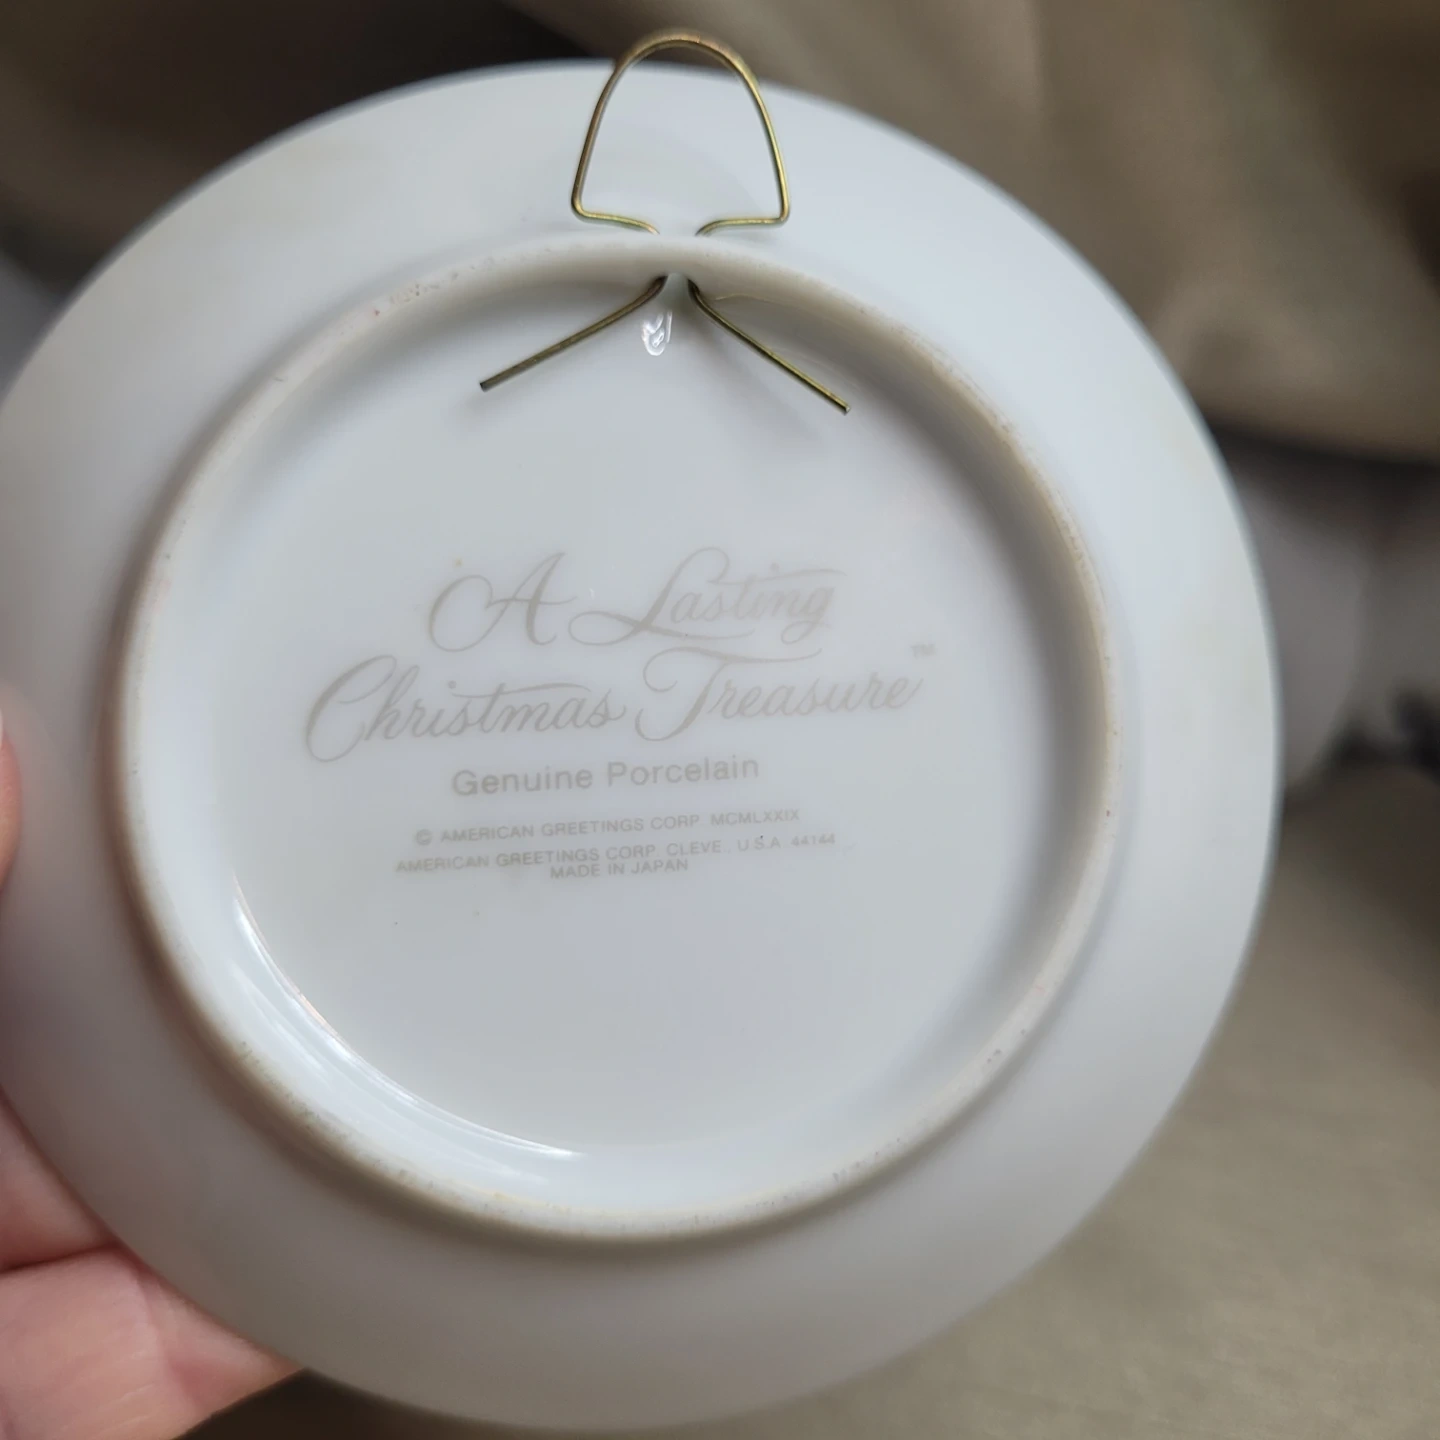 A Lasting
Christmas Treasure™
Genuine Porcelain
© AMERICAN GREETINGS CORP. MCMLXXIX
AMERICAN GREETINGS CORP. CLEVE., U.S.A. 44144
MADE IN JAPAN